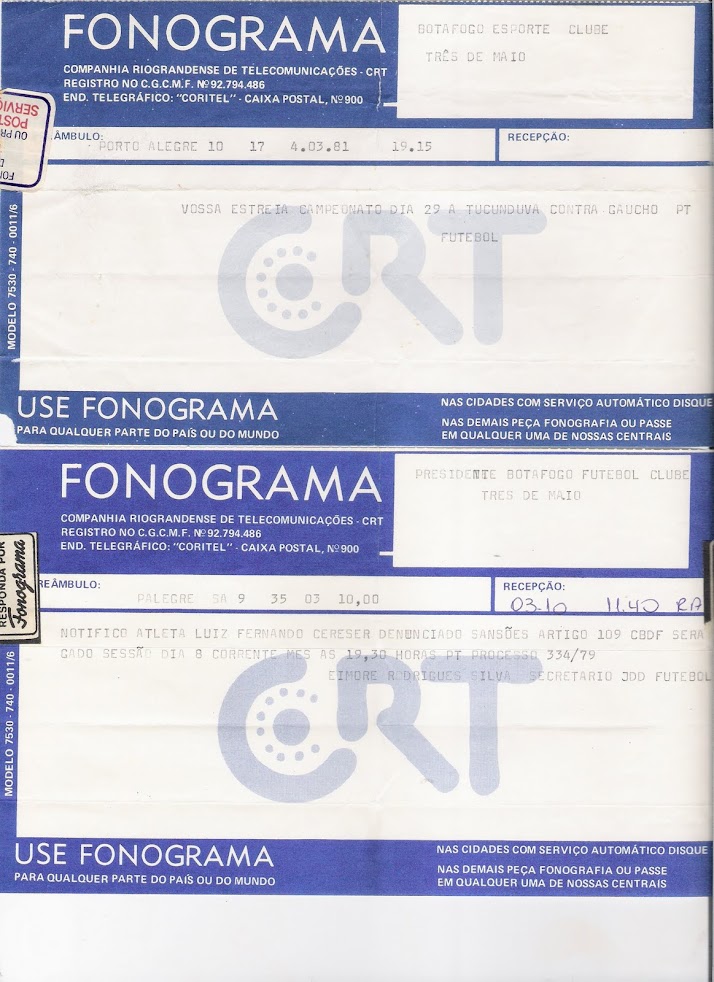 FONOGRAMA
COMPANHIA RIOGRANDENSE DE TELECOMUNICAÇÕES - CRT
REGISTRO NO C.G.C.M.F. Nº 92.794.486
END. TELEGRÁFICO: "CORITEL" - CAIXA POSTAL, Nº 900
BOTAFOGO ESPORTE CLUBE
TRÊS DE MAIO
OU PR
POST
SERVIÇ
ÂMBULO:
PORTO ALEGRE 10 17 4.03.81 19.15
RECEPÇÃO:
VOSSA ESTREIA CAMPEONATO DIA 29 A TUCUNDUVA CONTRA GAUCHO PT
FUTEBOL
CRT
MODELO 7530 - 740 - 0011/6
USE FONOGRAMA
PARA QUALQUER PARTE DO PAÍS OU DO MUNDO
NAS CIDADES COM SERVIÇO AUTOMÁTICO DISQUE
NAS DEMAIS PEÇA FONOGRAFIA OU PASSE
EM QUALQUER UMA DE NOSSAS CENTRAIS
FONOGRAMA
COMPANHIA RIOGRANDENSE DE TELECOMUNICAÇÕES - CRT
REGISTRO NO C.G.C.M.F. Nº 92.794.486
END. TELEGRÁFICO: "CORITEL" - CAIXA POSTAL, Nº 900
PRESIDENTE BOTAFOGO FUTEBOL CLUBE
TRES DE MAIO
RESPONDA POR
Fonograma
REÂMBULO:
PALEGRE SA 9 35 03 10,00
RECEPÇÃO:
03.10 11.40 RA
NOTIFICO ATLETA LUIZ FERNANDO CERESER DENUNCIADO SANSÕES ARTIGO 109 CBDF SERA
GADO SESSÃO DIA 8 CORRENTE MES AS 19,30 HORAS PT PROCESSO 334/79
EIMORE RODRIGUES SILVA SECRETARIO JDD FUTEBOL
CRT
MODELO 7530 - 740 - 0011/6
USE FONOGRAMA
PARA QUALQUER PARTE DO PAÍS OU DO MUNDO
NAS CIDADES COM SERVIÇO AUTOMÁTICO DISQUE
NAS DEMAIS PEÇA FONOGRAFIA OU PASSE
EM QUALQUER UMA DE NOSSAS CENTRAIS